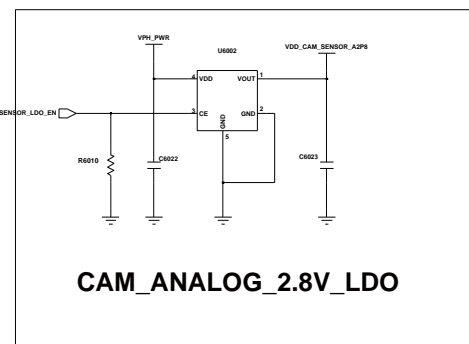 VPH_PWR
U6002
VDD_CAM_SENSOR_A2P8
4 VDD
VOUT 1
SENSOR_LDO_EN
3 CE
GND 2
GND
5
R6010
C6022
C6023
CAM_ANALOG_2.8V_LDO